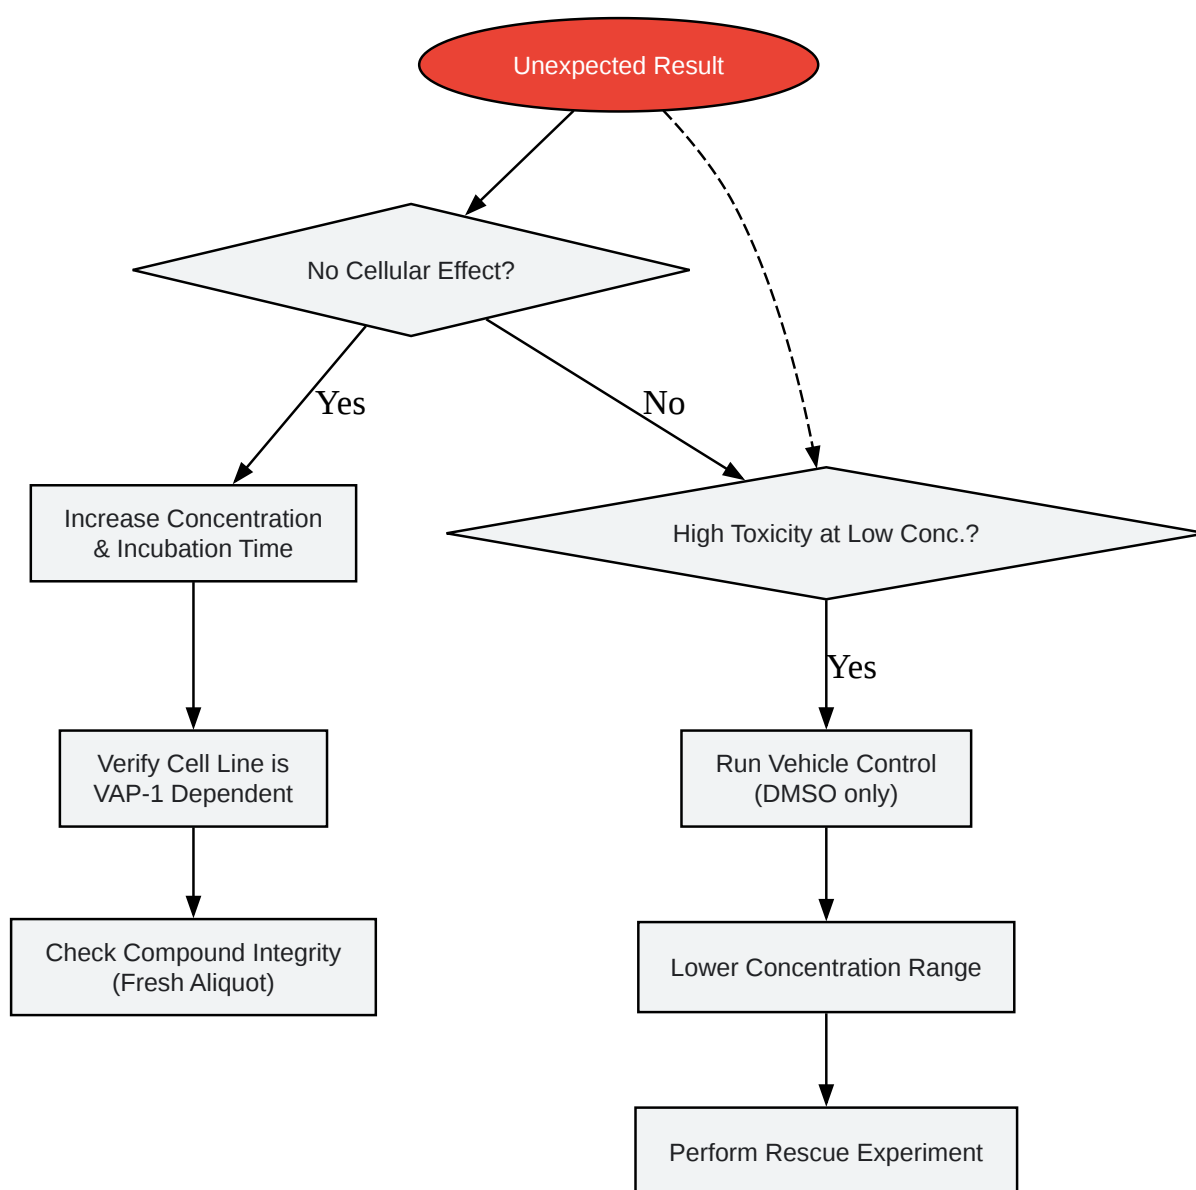 Unexpected Result
No Cellular Effect?
Yes
No
Increase Concentration
& Incubation Time
High Toxicity at Low Conc.?
Yes
Verify Cell Line is
VAP-1 Dependent
Run Vehicle Control
(DMSO only)
Check Compound Integrity
(Fresh Aliquot)
Lower Concentration Range
Perform Rescue Experiment